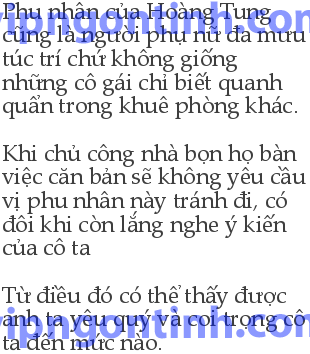 Phu nhân của Hoàng Tung
cũng là người phụ nữ đa mưu
túc trí chứ không giống
những cô gái chỉ biết quanh
quẩn trong khuê phòng khác.
Khi chủ công nhà bọn họ bàn
việc căn bản sẽ không yêu cầu
vị phu nhân này tránh đi, có
đôi khi còn lắng nghe ý kiến
của cô ta
Từ điều đó có thể thấy được
anh ta yêu quý và coi trọng cô
ta đến mức nào.
vipngontinh.com
vipngontinh.com